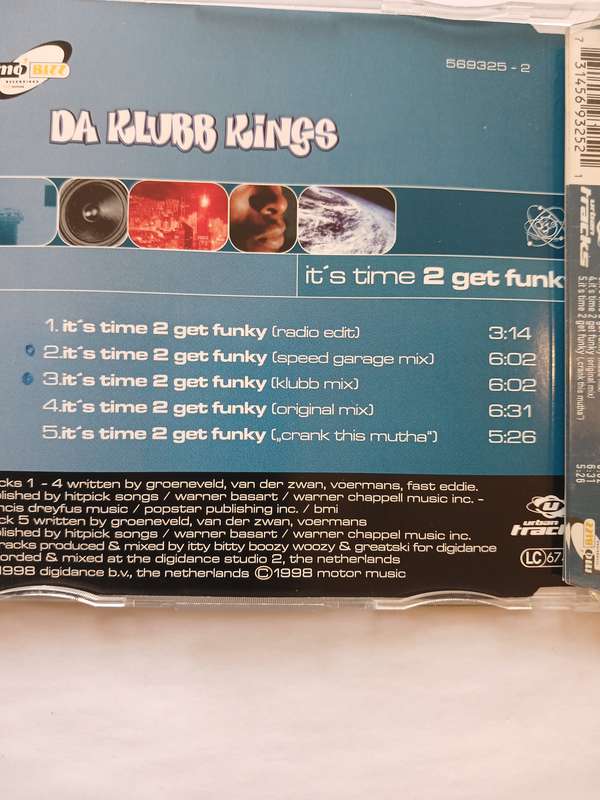 mo BIZZ
RECORDINGS
569325 - 2
DA KLUBB KINGS
it´s time 2 get funky
1.it´s time 2 get funky (radio edit) 3:14
2.it´s time 2 get funky (speed garage mix) 6:02
3.it´s time 2 get funky (klubb mix) 6:02
4.it´s time 2 get funky (original mix) 6:31
5.it´s time 2 get funky („crank this mutha") 5:26
cks 1 - 4 written by groeneveld, van der zwan, voermans, fast eddie.
blished by hitpick songs / warner basart / warner chappell music inc. -
ncis dreyfus music / popstar publishing inc. / bmi
ck 5 written by groeneveld, van der zwan, voermans
blished by hitpick songs / warner basart / warner chappell music inc.
tracks produced & mixed by itty bitty boozy woozy & greatski for digidance
orded & mixed at the digidance studio 2, the netherlands
1998 digidance b.v., the netherlands ©1998 motor music
urban
track
LC 67
7 31456 93252 1
urban
tracks
4.it´s time 2 get funky (original mix) 6:31
5.it´s time 2 get funky („crank this mutha") 5:26